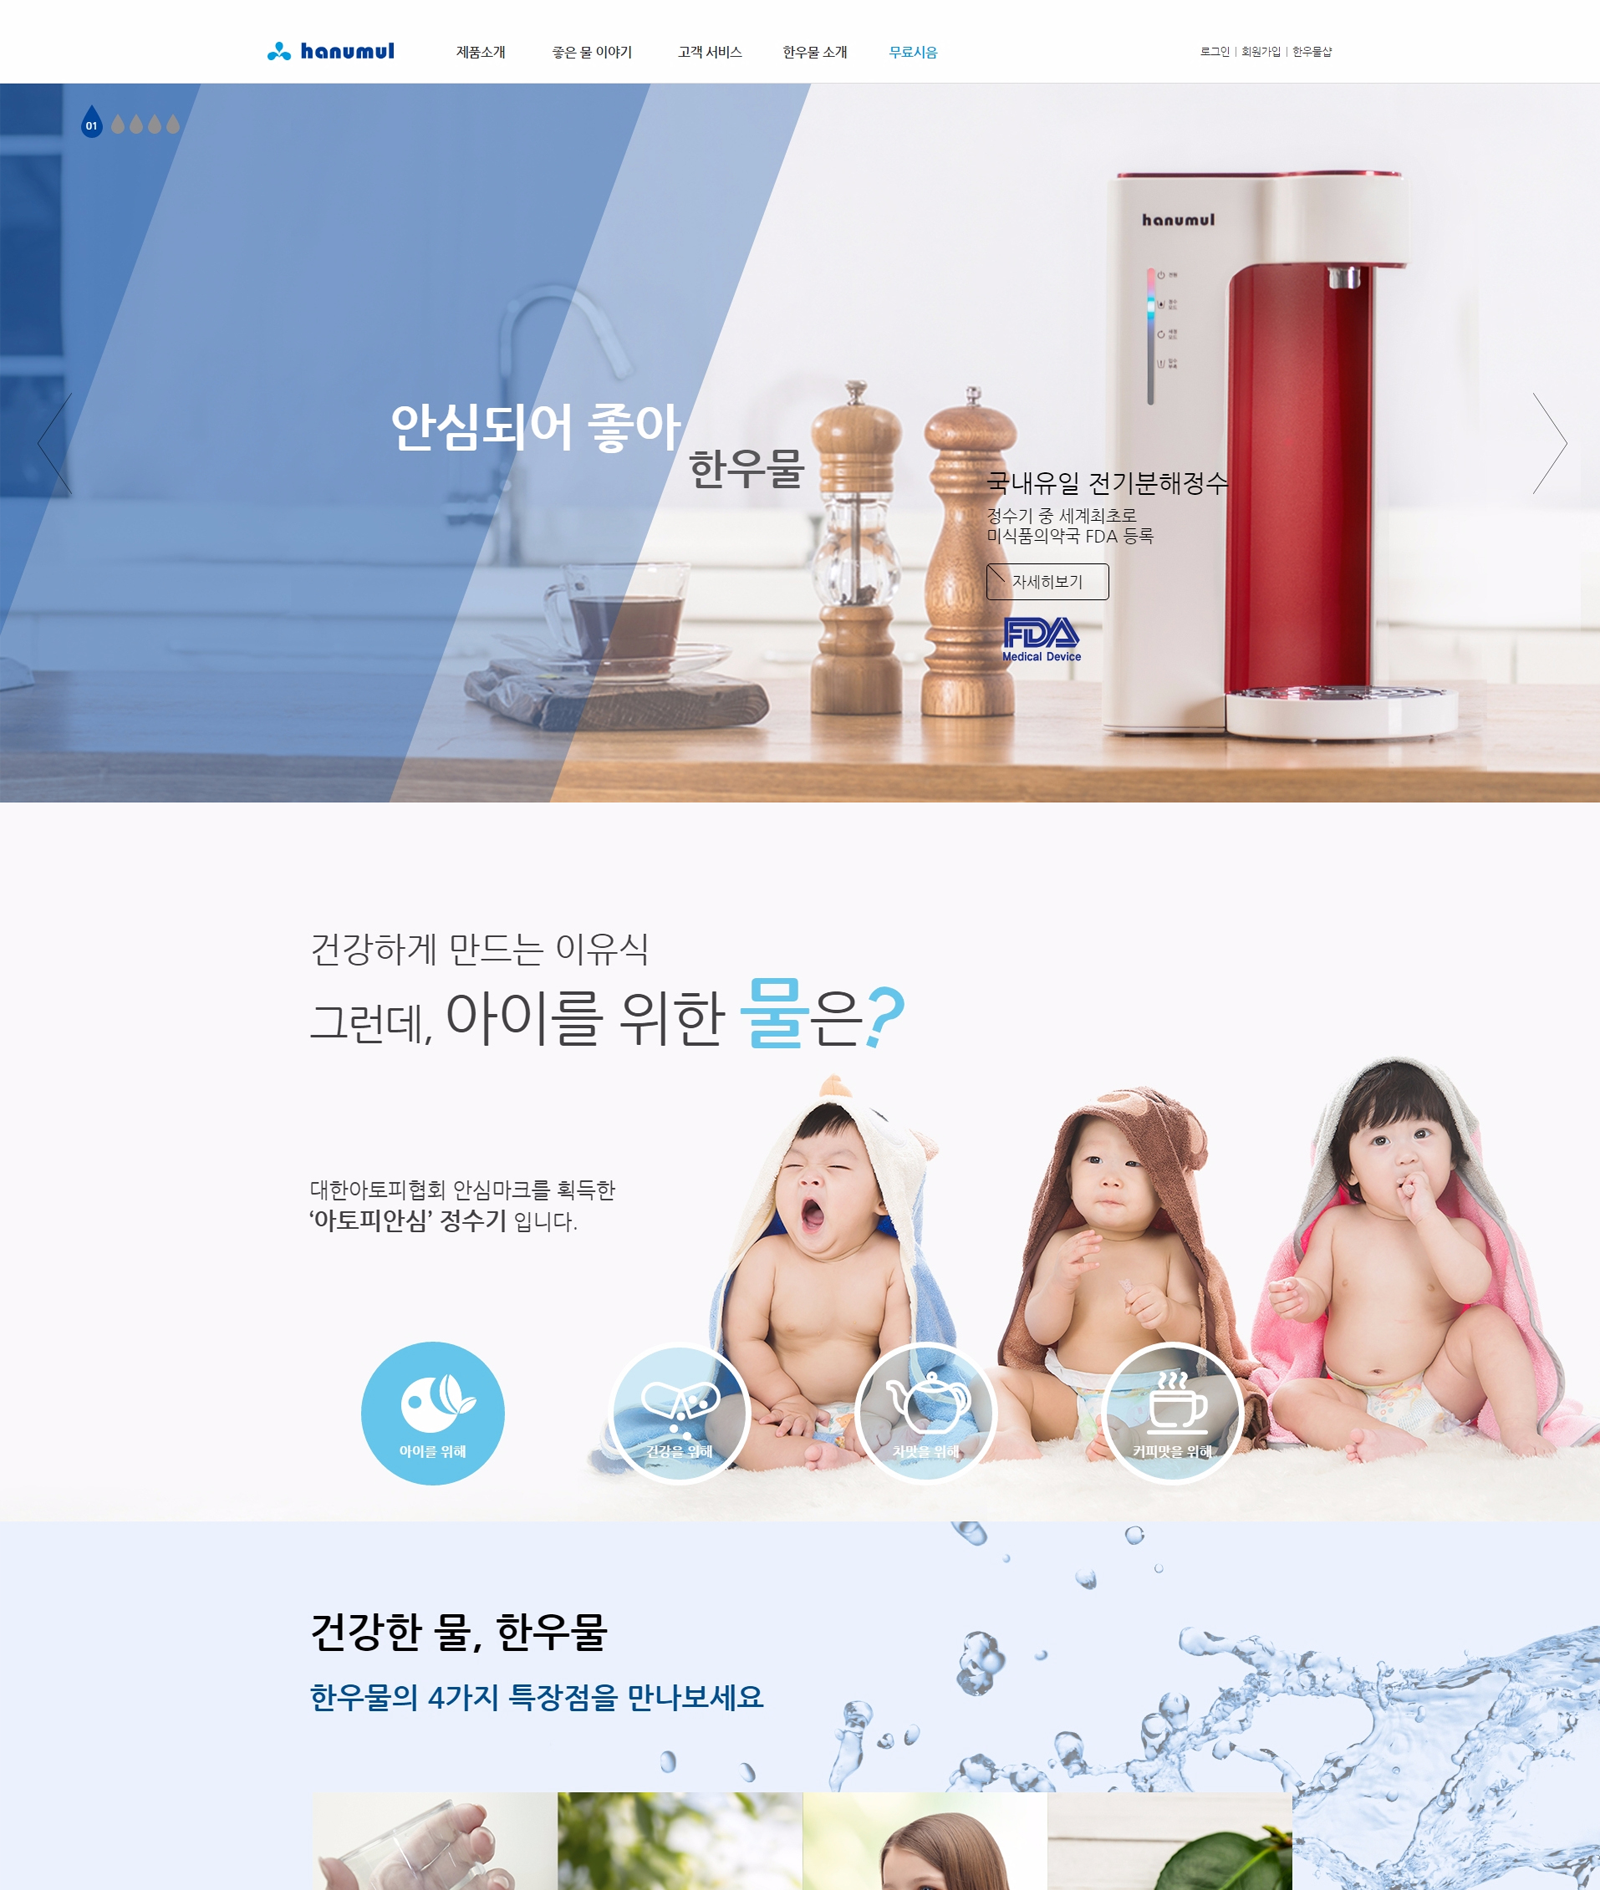 hanumul
제품소개
좋은 물 이야기
고객 서비스
한우물 소개
무료시음
로그인 | 회원가입 | 한우물샵
01
hanumul
안심되어 좋아
한우물
국내유일 전기분해정수
정수기 중 세계최초로
미식품의약국 FDA 등록
자세히보기
FDA
Medical Device
건강하게 만드는 이유식
그런데, 아이를 위한 물은?
대한아토피협회 안심마크를 획득한
‘아토피안심’ 정수기 입니다.
아이를 위해
건강을 위해
차맛을 위해
커피맛을 위해
건강한 물, 한우물
한우물의 4가지 특장점을 만나보세요